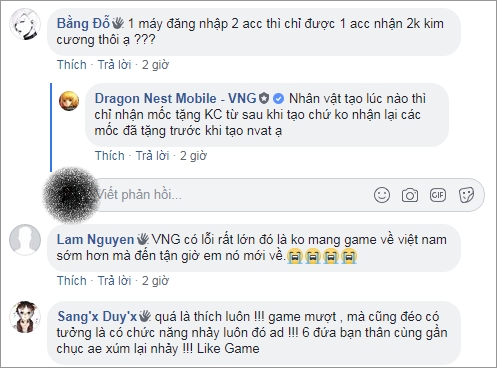 Bằng Đỗ 1 máy đăng nhập 2 acc thì chỉ được 1 acc nhận 2k kim
cương thôi ạ ???
Thích · Trả lời · 2 giờ
Dragon Nest Mobile - VNG Nhân vật tạo lúc nào thì
chỉ nhận mốc tặng KC từ sau khi tạo chứ ko nhận lại các
mốc đã tặng trước khi tạo nvat ạ
Thích · Trả lời · 2 giờ
Viết phản hồi...
GIF
Lam Nguyen VNG có lỗi rất lớn đó là ko mang game về việt nam
sớm hơn mà đến tận giờ em nó mới về.😭😭😭😭
Thích · Trả lời · 2 giờ
Sang'x Duy'x quá là thích luôn !!! game mượt , mà cũng đéo có
tưởng là có chức năng nhảy luôn đó ad !!! 6 đứa bạn thân cùng gần
chục ae xúm lại nhảy !!! Like Game